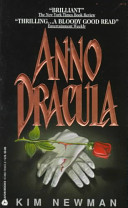 "BRILLIANT"
The New York Times Book Review
"THRILLING...A BLOODY GOOD READ"
Entertainment Weekly
ANNO
DRACULA
KIM NEWMAN